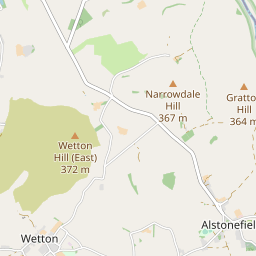 Narrowdale
Hill
367 m
Gratto
Hill
364 m
Wetton
Hill (East)
372 m
Alstonefiel
Wetton